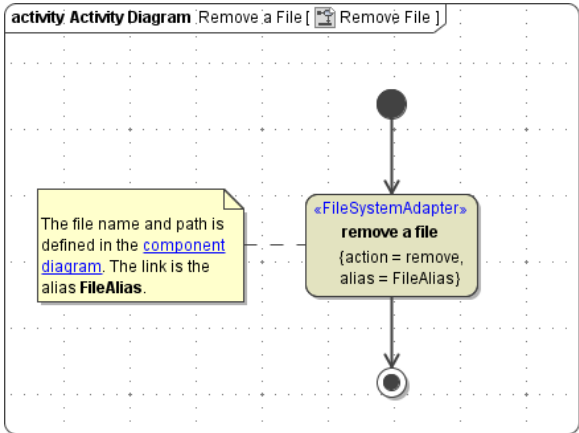 activity Activity Diagram Remove a File [ Remove File ]
The file name and path is
defined in the component
diagram. The link is the
alias FileAlias.
«FileSystemAdapter»
remove a file
{action = remove,
alias = FileAlias}